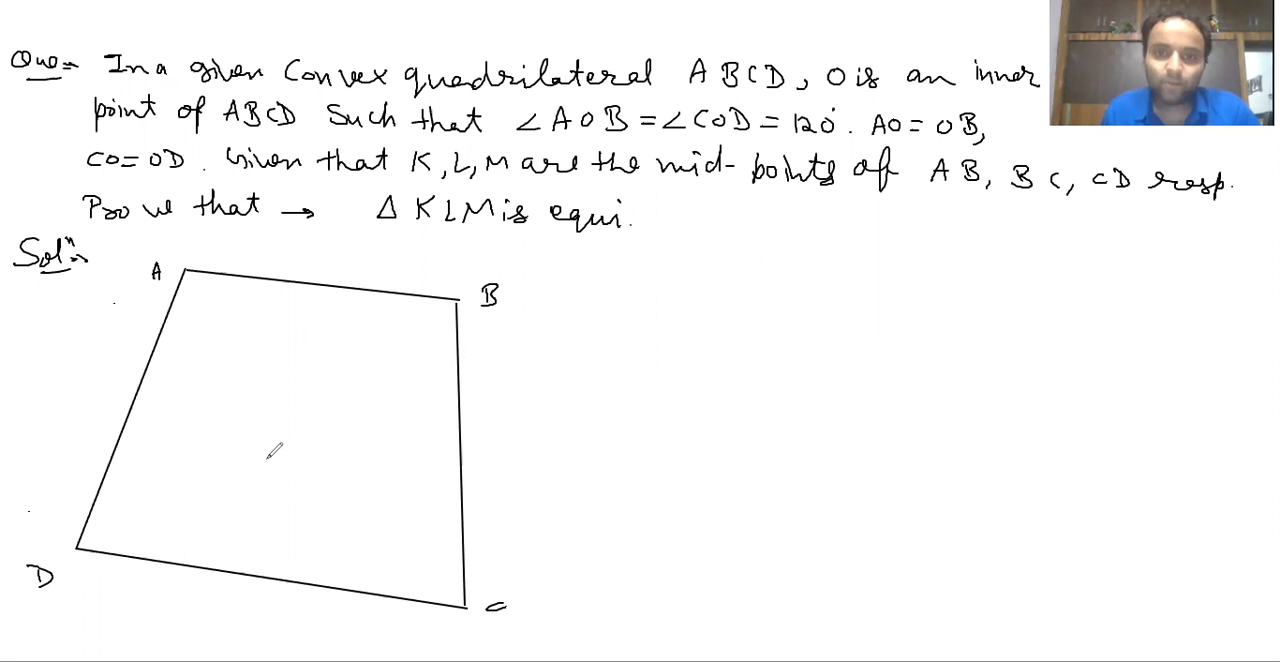 Que= In a given Convex quadrilateral ABCD, O is an inner
point of ABCD Such that ∠AOB=∠COD=120°. AO=OB,
CO=OD. Given that K,L,M are the mid-points of AB, BC, CD resp.
Prove that → Δ KLM is equi.
Solⁿ:-
A
B
D
C